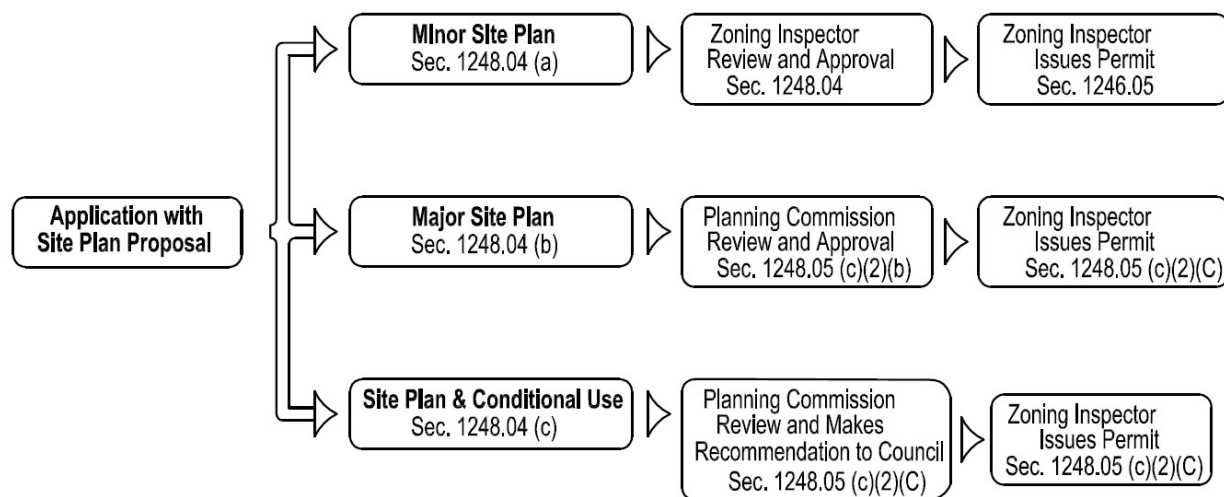 Minor Site Plan
Sec. 1248.04 (a)
Zoning Inspector
Review and Approval
Sec. 1248.04
Zoning Inspector
Issues Permit
Sec. 1246.05
Application with
Site Plan Proposal
Major Site Plan
Sec. 1248.04 (b)
Planning Commission
Review and Approval
Sec. 1248.05 (c)(2)(b)
Zoning Inspector
Issues Permit
Sec. 1248.05 (c)(2)(C)
Site Plan & Conditional Use
Sec. 1248.04 (c)
Planning Commission
Review and Makes
Recommendation to Council
Sec. 1248.05 (c)(2)(C)
Zoning Inspector
Issues Permit
Sec. 1248.05 (c)(2)(C)